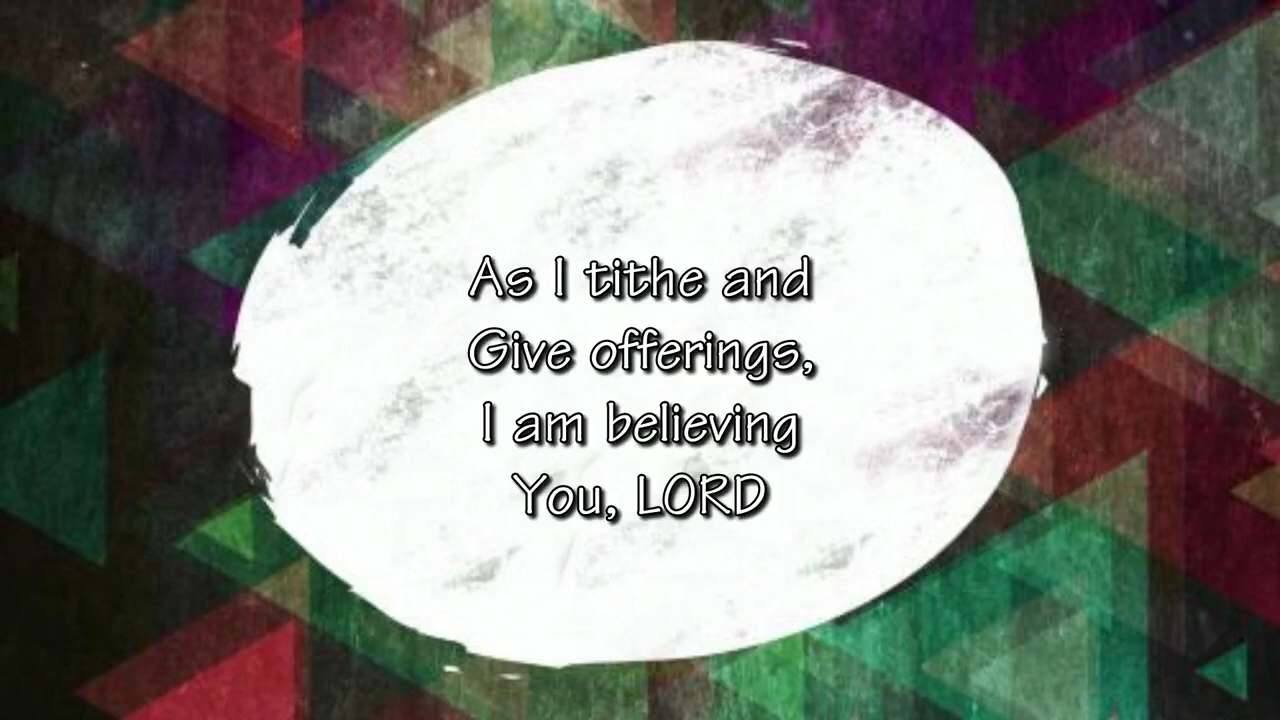 As I tithe and
Give offerings,
I am believing
You, LORD